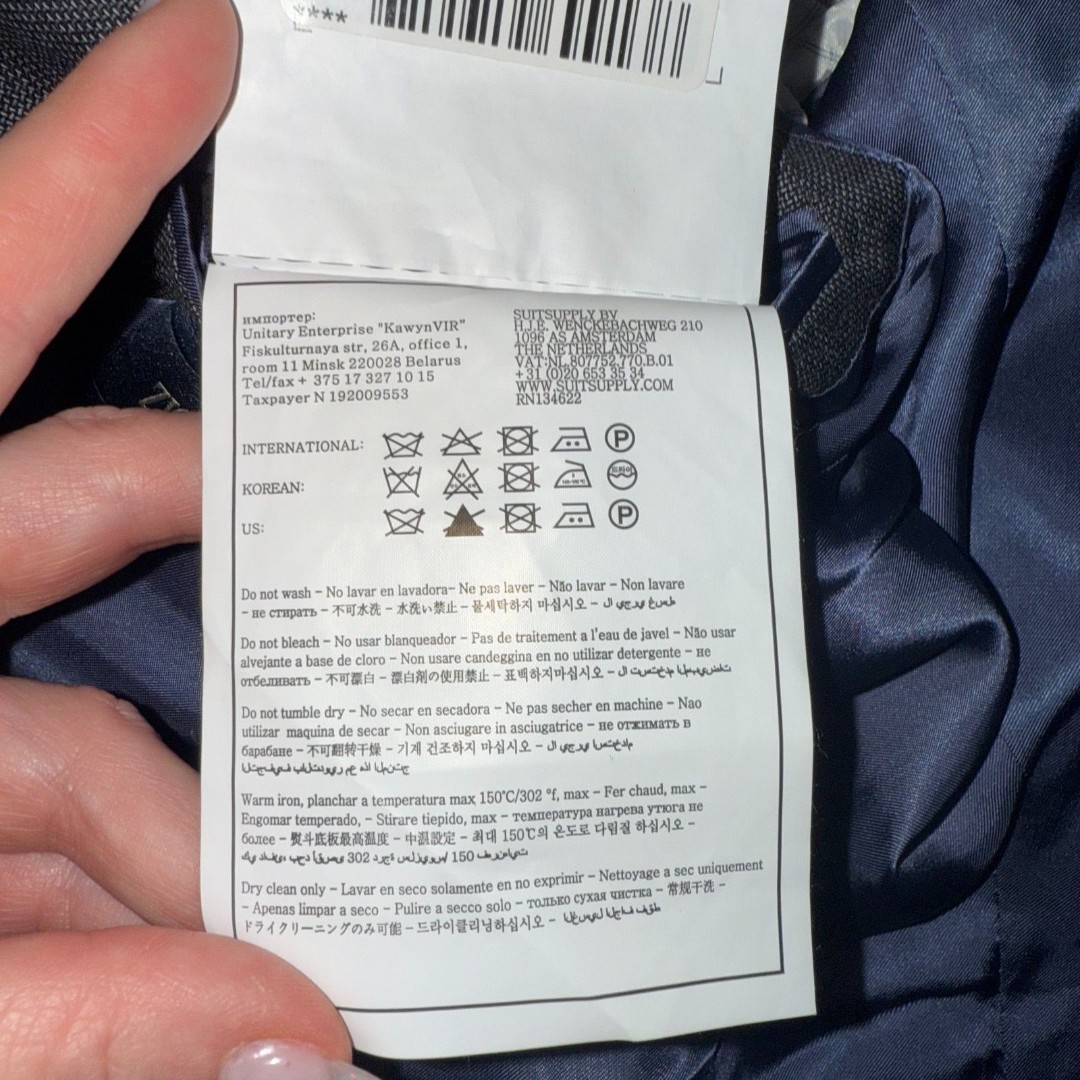 ****
импортер:
Unitary Enterprise "KawynVIR"
Fiskulturnaya str, 26A, office 1,
room 11 Minsk 220028 Belarus
Tel/fax + 375 17 327 10 15
Taxpayer N 192009553
SUITSUPPLY BV
H.J.E. WENCKEBACHWEG 210
1096 AS AMSTERDAM
THE NETHERLANDS
VAT:NL 807752.770.B.01
+31 (0)20 653 35 34
WWW.SUITSUPPLY.COM
RN134622
INTERNATIONAL: P
KOREAN: 드라이
US: P
Do not wash – No lavar en lavadora– Ne pas laver – Não lavar – Non lavare
– не стирать – 不可水洗 – 水洗い禁止 – 물세탁하지 마십시오 –
Do not bleach – No usar blanqueador – Pas de traitement a l'eau de javel – Não usar
alvejante a base de cloro – Non usare candeggina en no utilizar detergente – не
отбеливать – 不可漂白 – 漂白剤の使用禁止 – 표백하지마십시오 –
Do not tumble dry – No secar en secadora – Ne pas secher en machine – Nao
utilizar maquina de secar – Non asciugare in asciugatrice – не отжимать в
барабане – 不可翻转干燥 – 기계 건조하지 마십시오 –
Warm iron, planchar a temperatura max 150°C/302 °f, max – Fer chaud, max –
Engomar temperado, – Stirare tiepido, max – температура нагрева утюга не
более – 熨斗底板最高温度 – 中温設定 – 최대 150℃의 온도로 다림질 하십시오 –
302 150
Dry clean only – Lavar en seco solamente en no exprimir – Nettoyage a sec uniquement
– Apenas limpar a seco – Pulire a secco solo – только сухая чистка – 常规干洗 –
ドライクリーニングのみ可能 – 드라이클리닝하십시오 –